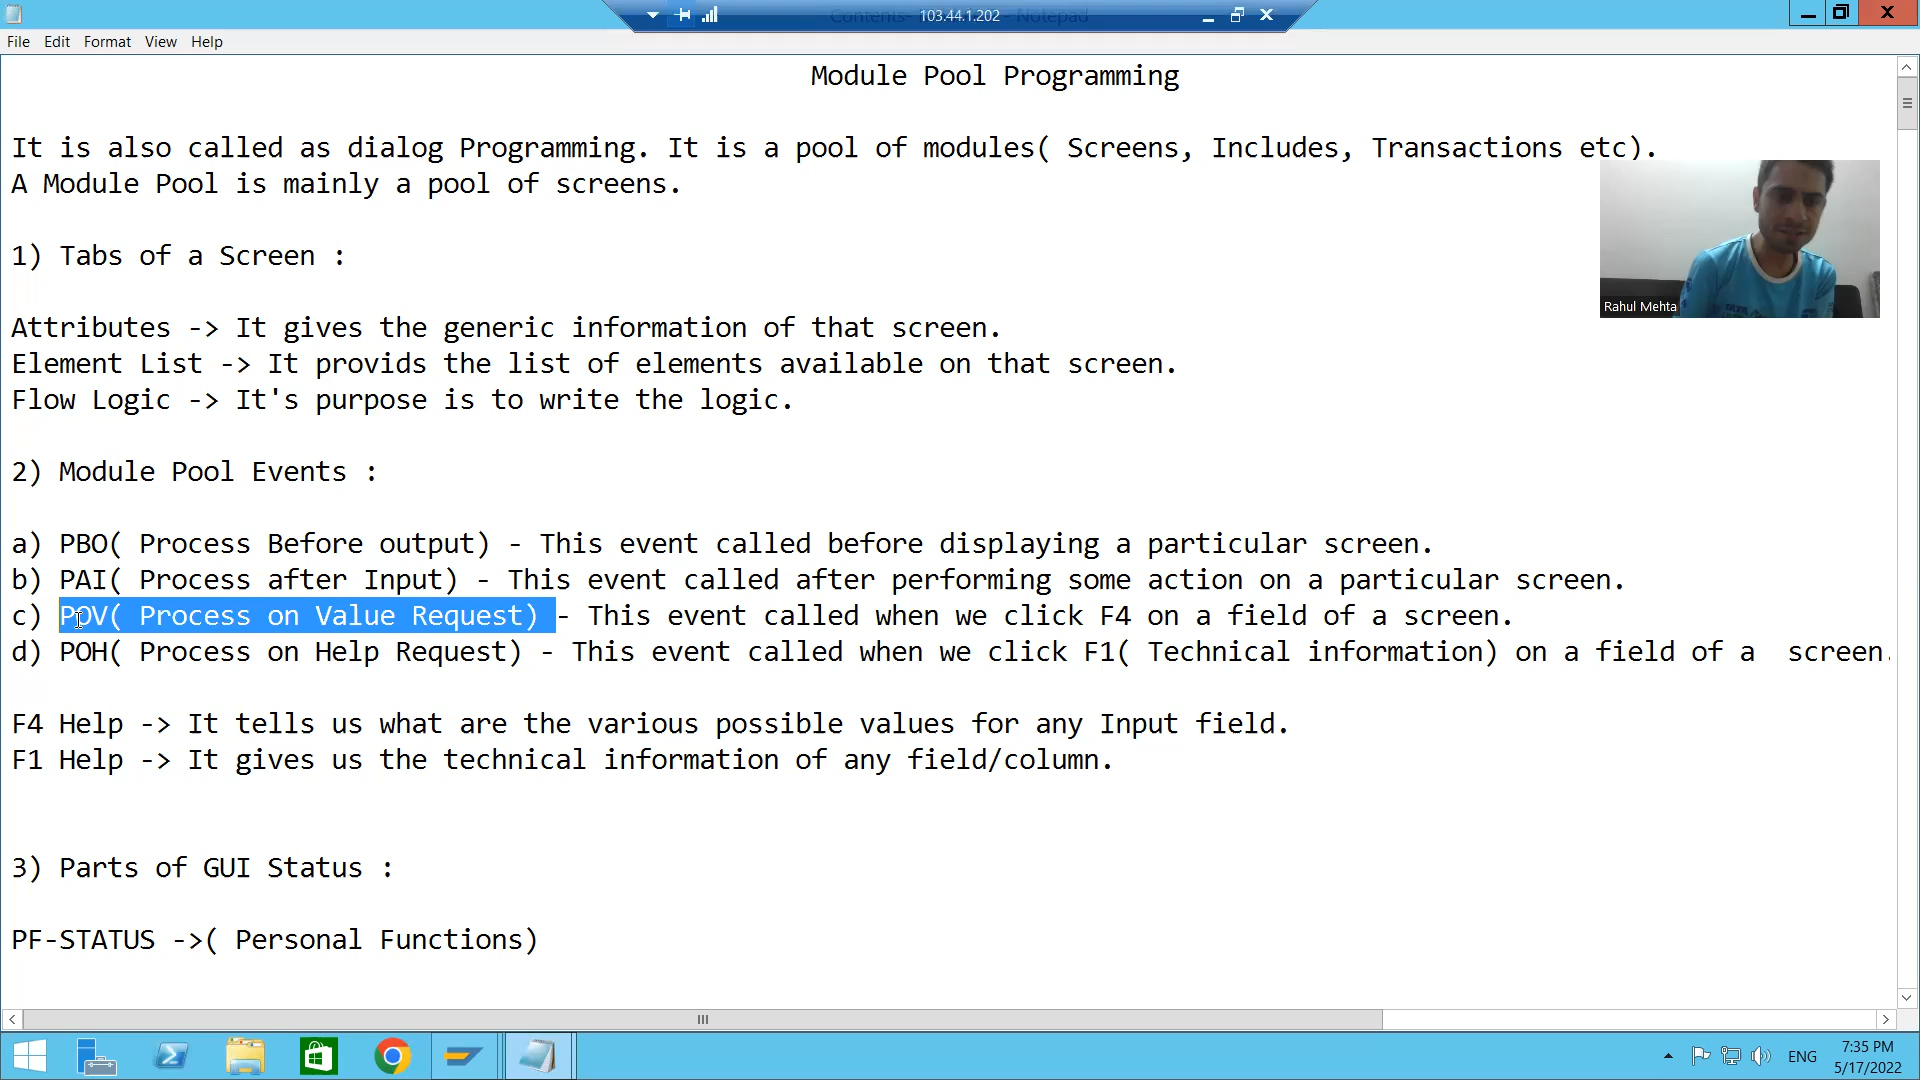 Contents- Notepad
103.44.1.202
File Edit Format View Help
Module Pool Programming
It is also called as dialog Programming. It is a pool of modules( Screens, Includes, Transactions etc).
A Module Pool is mainly a pool of screens.
Rahul Mehta
1) Tabs of a Screen :
Attributes -> It gives the generic information of that screen.
Element List -> It provids the list of elements available on that screen.
Flow Logic -> It's purpose is to write the logic.
2) Module Pool Events :
a) PBO( Process Before output) - This event called before displaying a particular screen.
b) PAI( Process after Input) - This event called after performing some action on a particular screen.
c) POV( Process on Value Request) - This event called when we click F4 on a field of a screen.
d) POH( Process on Help Request) - This event called when we click F1( Technical information) on a field of a  screen.
F4 Help -> It tells us what are the various possible values for any Input field.
F1 Help -> It gives us the technical information of any field/column.
3) Parts of GUI Status :
PF-STATUS ->( Personal Functions)
ENG
7:35 PM
5/17/2022